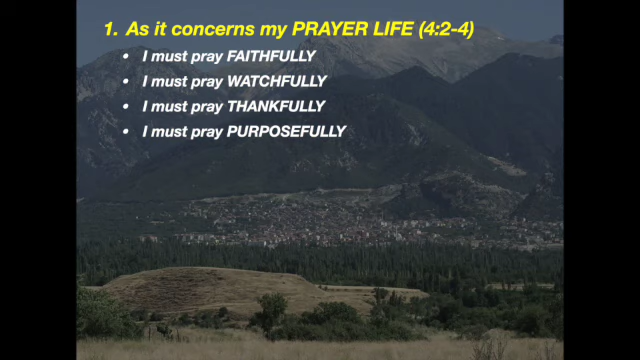 1. As it concerns my PRAYER LIFE (4:2-4)
• I must pray FAITHFULLY
• I must pray WATCHFULLY
• I must pray THANKFULLY
• I must pray PURPOSEFULLY